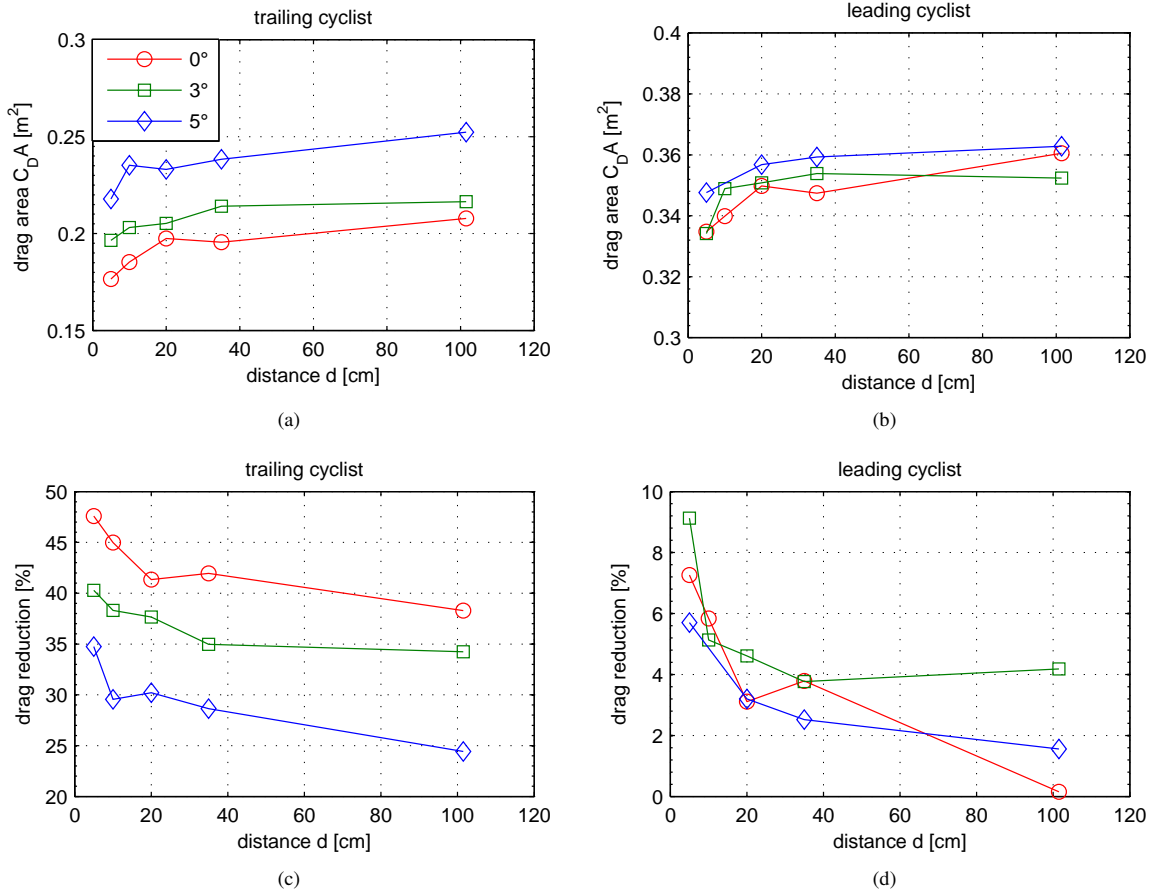 trailing cyclist
0.3
0.25
0.2
0.15
drag area C_D A [m²]
0°
3°
5°
0 20 40 60 80 100 120
distance d [cm]
(a)
leading cyclist
0.4
0.38
0.36
0.34
0.32
0.3
drag area C_D A [m²]
0 20 40 60 80 100 120
distance d [cm]
(b)
trailing cyclist
50
45
40
35
30
25
20
drag reduction [%]
0 20 40 60 80 100 120
distance d [cm]
(c)
leading cyclist
10
8
6
4
2
0
drag reduction [%]
0 20 40 60 80 100 120
distance d [cm]
(d)